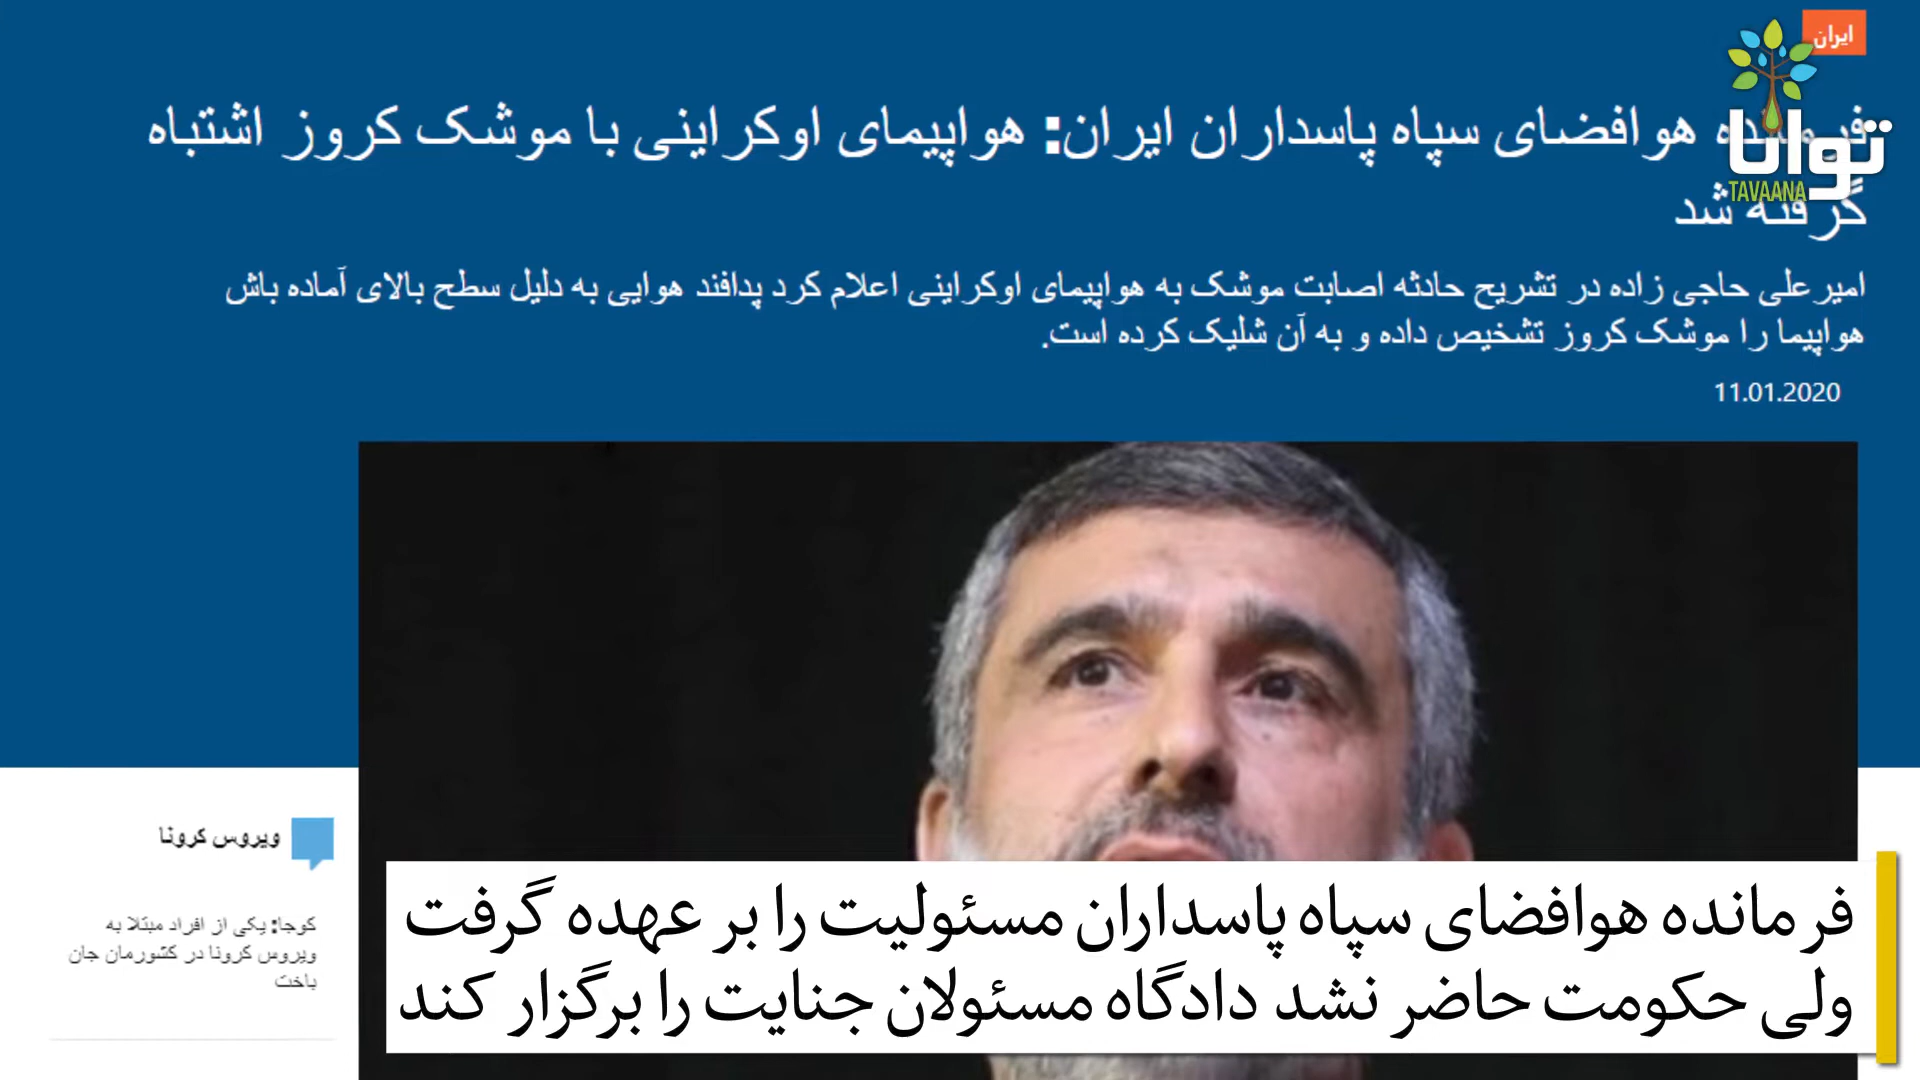 ایران
توانا
TAVAANA
فرمانده هوافضای سپاه پاسداران ایران: هواپیمای اوکراینی با موشک کروز اشتباه
گرفته شد
امیرعلی حاجی زاده در تشریح حادثه اصابت موشک به هواپیمای اوکراینی اعلام کرد پدافند هوایی به دلیل سطح بالای آماده باش
هواپیما را موشک کروز تشخیص داده و به آن شلیک کرده است.
11.01.2020
ویروس کرونا
کوجا: یکی از افراد مبتلا به
ویروس کرونا در کشورمان جان
باخت
فرمانده هوافضای سپاه پاسداران مسئولیت را بر عهده گرفت
ولی حکومت حاضر نشد دادگاه مسئولان جنایت را برگزار کند